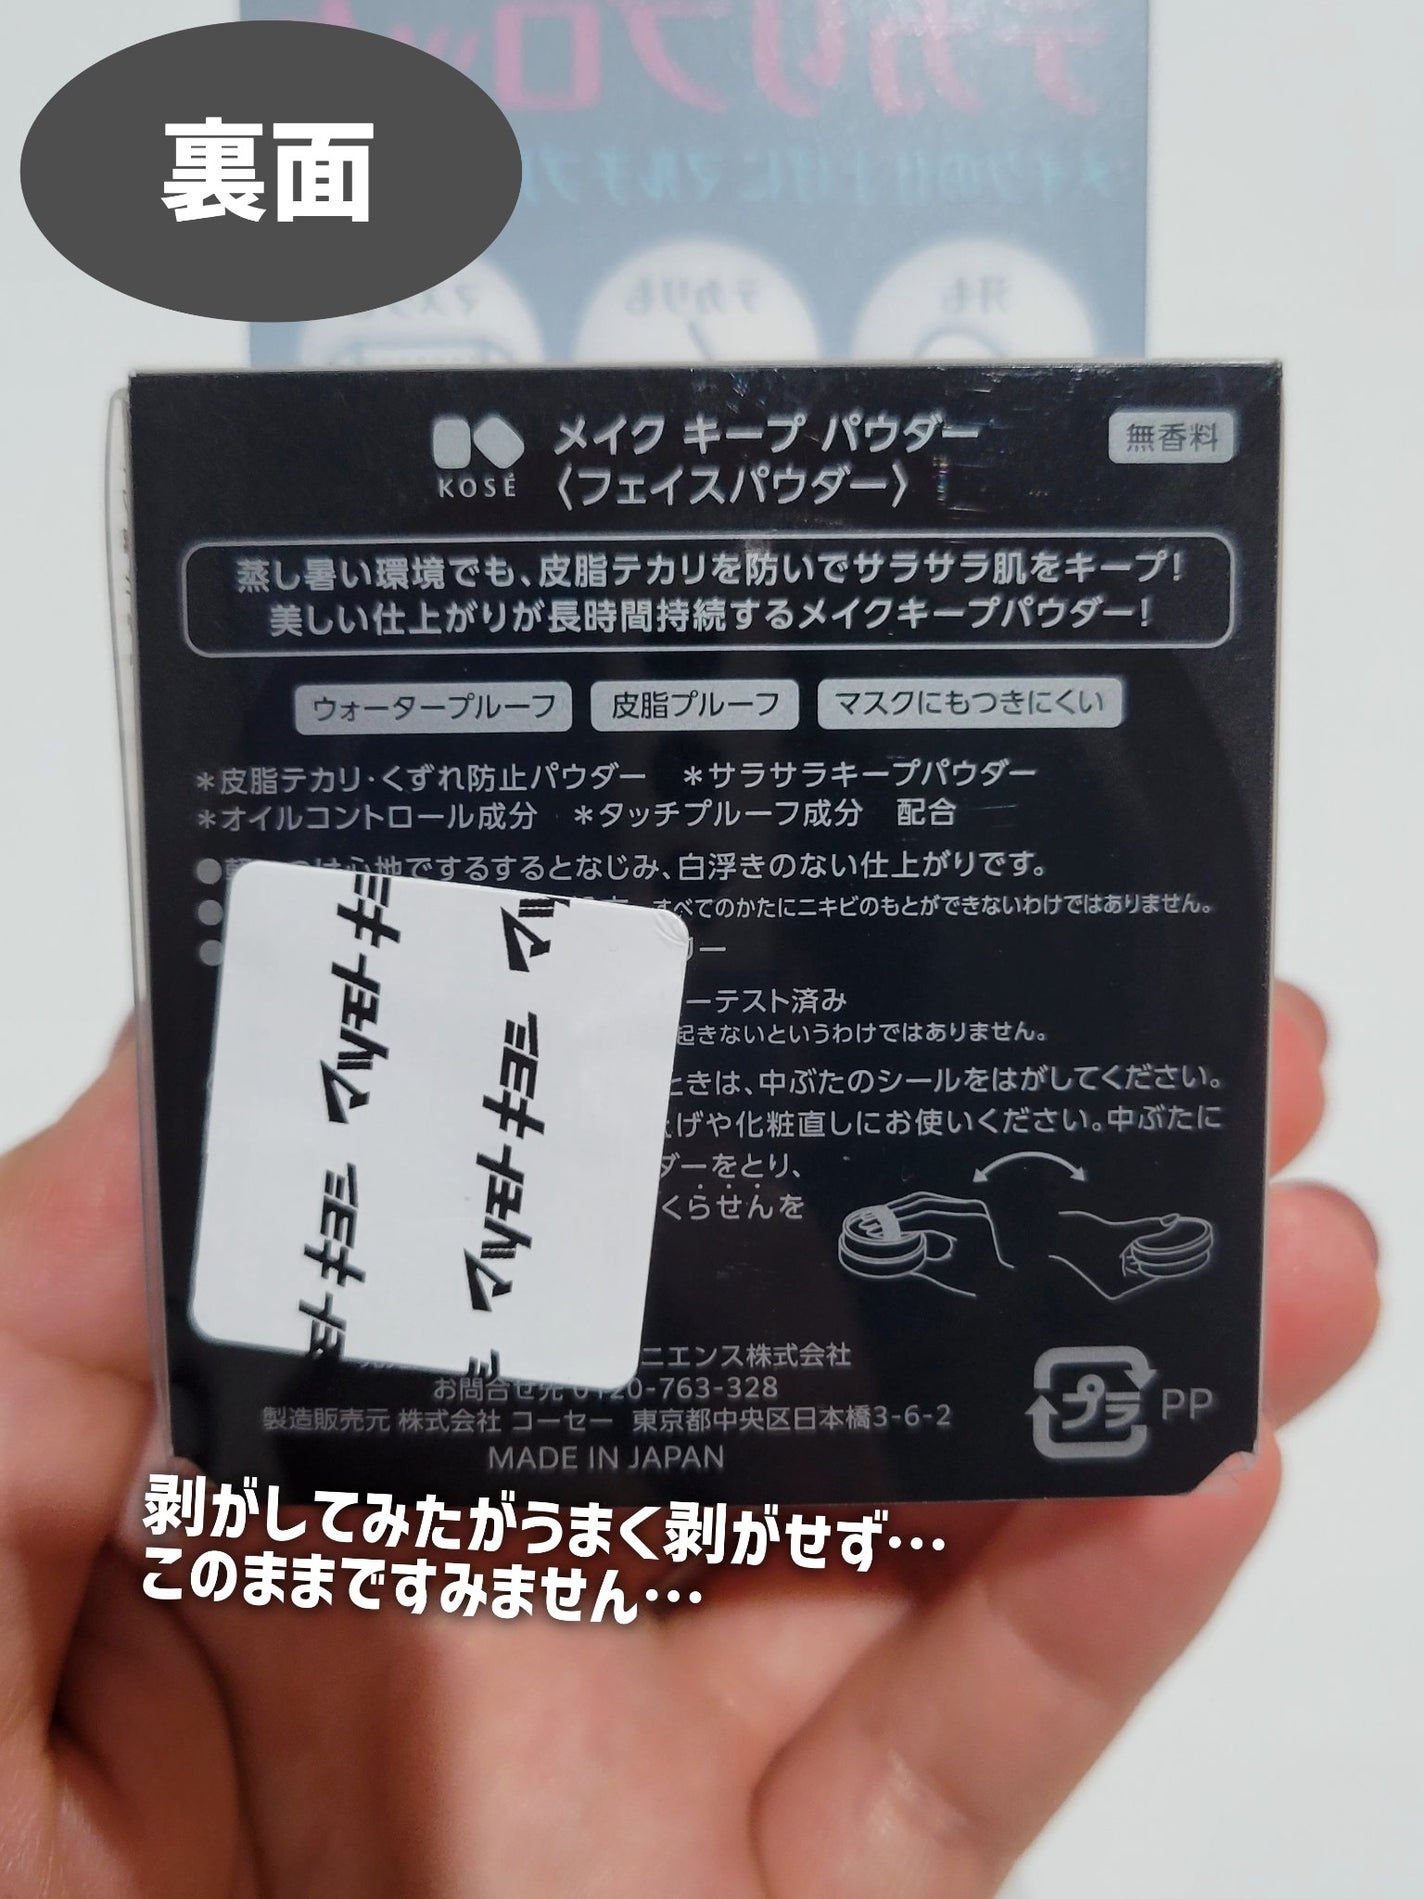 裏面
KOSÉ
メイク キープ パウダー
〈フェイスパウダー〉
無香料
蒸し暑い環境でも、皮脂テカリを防いでサラサラ肌をキープ!
美しい仕上がりが長時間持続するメイクキープパウダー!
ウォータープルーフ 皮脂プルーフ マスクにもつきにくい
＊皮脂テカリ・くずれ防止パウダー ＊サラサラキープパウダー
＊オイルコントロール成分 ＊タッチプルーフ成分 配合
●軽いつけ心地でするするとなじみ、白浮きのない仕上がりです。
すべてのかたにニキビのもとができないわけではありません。
リー
ーテスト済み
起きないというわけではありません。
ときは、中ぶたのシールをはがしてください。
上げや化粧直しにお使いください。中ぶたに
ダーをとり、
くらせんを
マツモトキヨシ
マツモトキヨシ
ニエンス株式会社
お問合せ先 0120-763-328
製造販売元 株式会社 コーセー 東京都中央区日本橋3-6-2
MADE IN JAPAN
プラ PP
剥がしてみたがうまく剥がせず…
このままですみません…